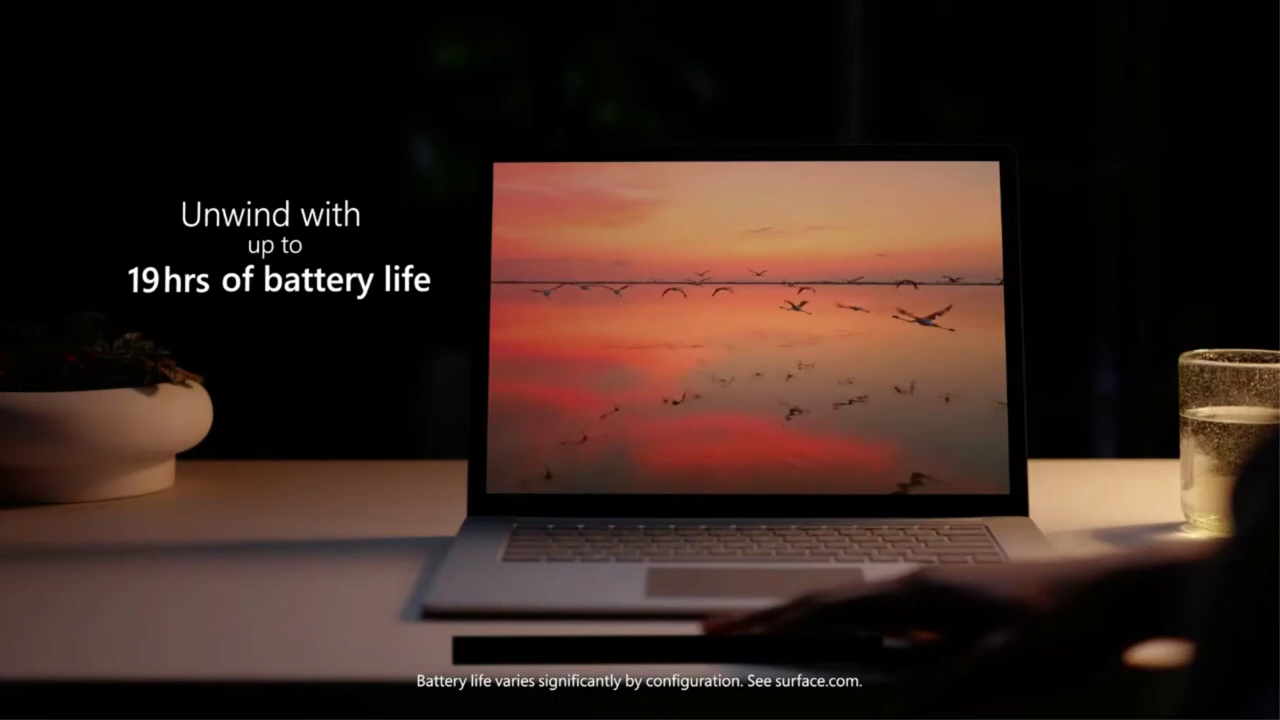 Unwind with
up to
19hrs of battery life
Battery life varies significantly by configuration. See surface.com.